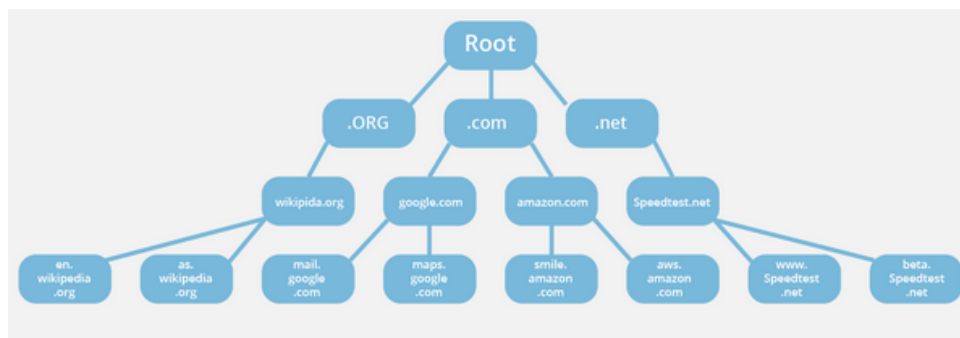 Root
.ORG
.com
.net
wikipida.org
google.com
amazon.com
Speedtest.net
en.
wikipedia
.org
as.
wikipedia
.org
mail.
google
.com
maps.
google
.com
smile.
amazon
.com
aws.
amazon
.com
www.
Speedtest
.net
beta.
Speedtest
.net